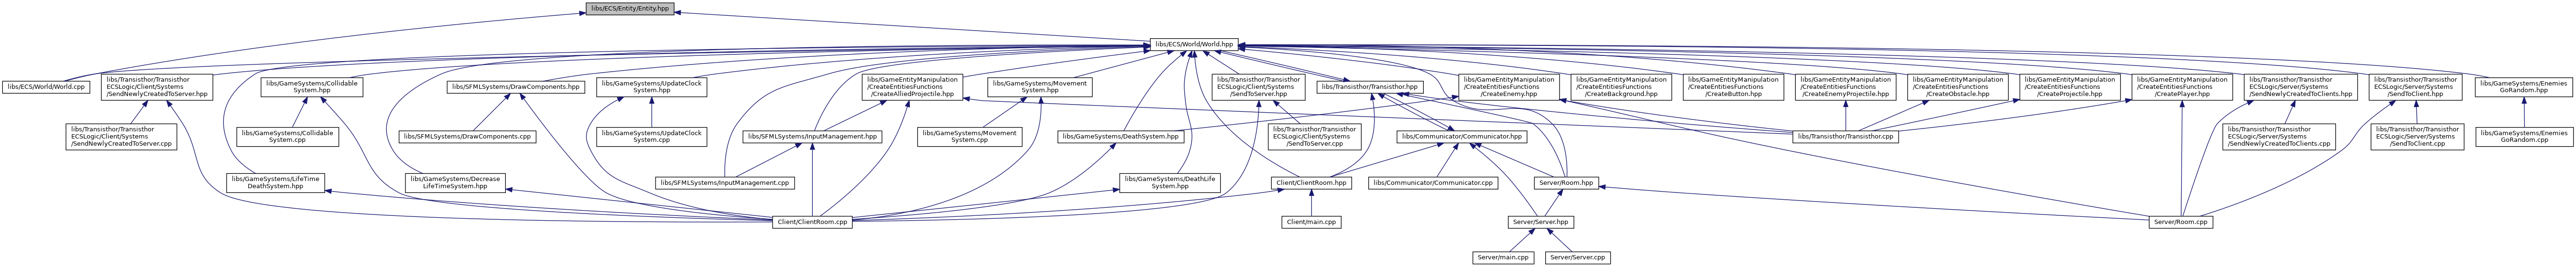 libs/ECS/Entity/Entity.hpp
libs/ECS/World/World.hpp
libs/ECS/World/World.cpp
libs/Transisthor/Transisthor
ECSLogic/Client/Systems
/SendNewlyCreatedToServer.hpp
libs/GameSystems/Collidable
System.hpp
libs/SFMLSystems/DrawComponents.hpp
libs/GameSystems/UpdateClock
System.hpp
libs/GameEntityManipulation
/CreateEntitiesFunctions
/CreateAlliedProjectile.hpp
libs/GameSystems/Movement
System.hpp
libs/Transisthor/Transisthor
ECSLogic/Client/Systems
/SendToServer.hpp
libs/Transisthor/Transisthor.hpp
libs/GameEntityManipulation
/CreateEntitiesFunctions
/CreateEnemy.hpp
libs/GameEntityManipulation
/CreateEntitiesFunctions
/CreateBackground.hpp
libs/GameEntityManipulation
/CreateEntitiesFunctions
/CreateButton.hpp
libs/GameEntityManipulation
/CreateEntitiesFunctions
/CreateEnemyProjectile.hpp
libs/GameEntityManipulation
/CreateEntitiesFunctions
/CreateObstacle.hpp
libs/GameEntityManipulation
/CreateEntitiesFunctions
/CreateProjectile.hpp
libs/GameEntityManipulation
/CreateEntitiesFunctions
/CreatePlayer.hpp
libs/Transisthor/Transisthor
ECSLogic/Server/Systems
/SendNewlyCreatedToClients.hpp
libs/Transisthor/Transisthor
ECSLogic/Server/Systems
/SendToClient.hpp
libs/GameSystems/Enemies
GoRandom.hpp
libs/Transisthor/Transisthor
ECSLogic/Client/Systems
/SendNewlyCreatedToServer.cpp
libs/GameSystems/Collidable
System.cpp
libs/SFMLSystems/DrawComponents.cpp
libs/GameSystems/UpdateClock
System.cpp
libs/SFMLSystems/InputManagement.hpp
libs/GameSystems/Movement
System.cpp
libs/GameSystems/DeathSystem.hpp
libs/Transisthor/Transisthor
ECSLogic/Client/Systems
/SendToServer.cpp
libs/Communicator/Communicator.hpp
libs/Transisthor/Transisthor.cpp
libs/Transisthor/Transisthor
ECSLogic/Server/Systems
/SendNewlyCreatedToClients.cpp
libs/Transisthor/Transisthor
ECSLogic/Server/Systems
/SendToClient.cpp
libs/GameSystems/Enemies
GoRandom.cpp
libs/GameSystems/LifeTime
DeathSystem.hpp
libs/GameSystems/Decrease
LifeTimeSystem.hpp
libs/SFMLSystems/InputManagement.cpp
libs/GameSystems/DeathLife
System.hpp
Client/ClientRoom.hpp
libs/Communicator/Communicator.cpp
Server/Room.hpp
Client/ClientRoom.cpp
Client/main.cpp
Server/Server.hpp
Server/Room.cpp
Server/main.cpp
Server/Server.cpp